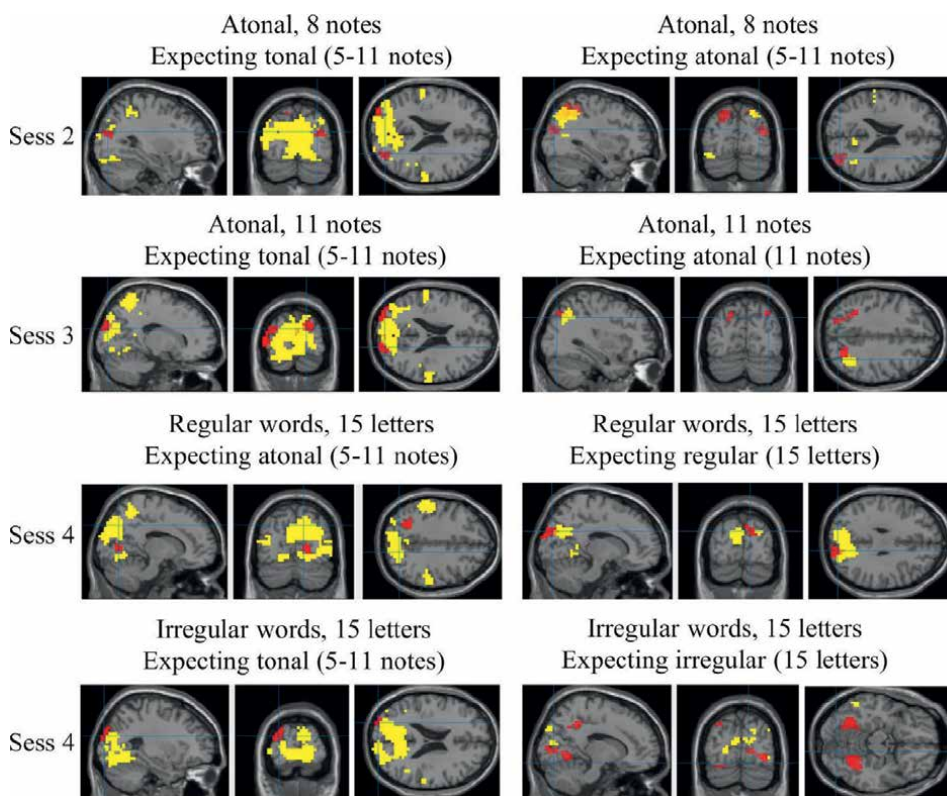 Atonal, 8 notes
Expecting tonal (5-11 notes)
Atonal, 8 notes
Expecting atonal (5-11 notes)
Sess 2
Atonal, 11 notes
Expecting tonal (5-11 notes)
Atonal, 11 notes
Expecting atonal (11 notes)
Sess 3
Regular words, 15 letters
Expecting atonal (5-11 notes)
Regular words, 15 letters
Expecting regular (15 letters)
Sess 4
Irregular words, 15 letters
Expecting tonal (5-11 notes)
Irregular words, 15 letters
Expecting irregular (15 letters)
Sess 4